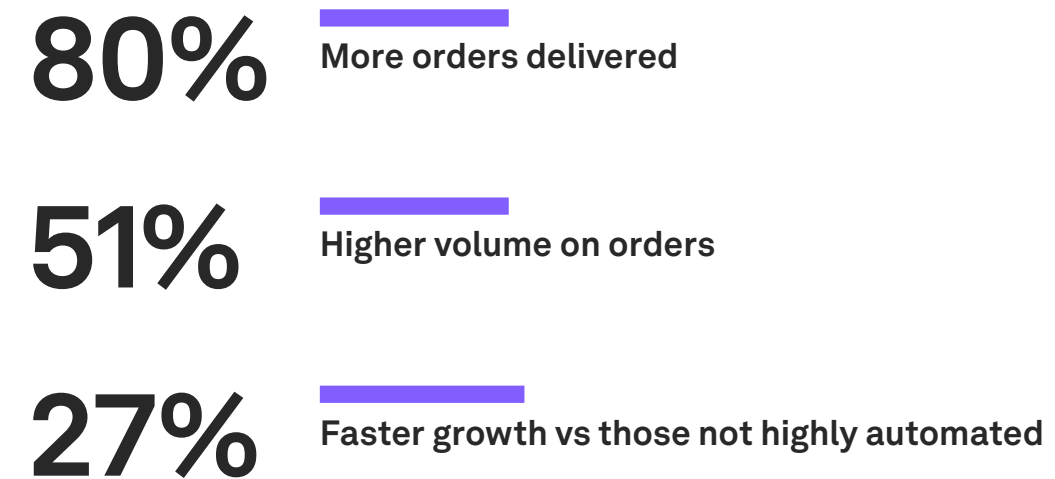 80%
More orders delivered
51%
Higher volume on orders
27%
Faster growth vs those not highly automated